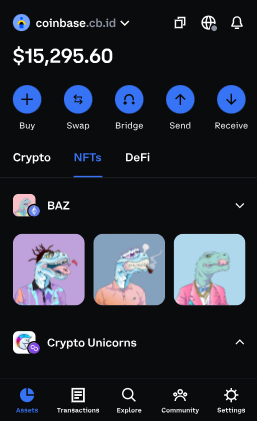 coinbase.cb.id
$15,295.60
Buy Swap Bridge Send Receive
Crypto NFTs DeFi
BAZ
Crypto Unicorns
Assets Transactions Explore Community Settings